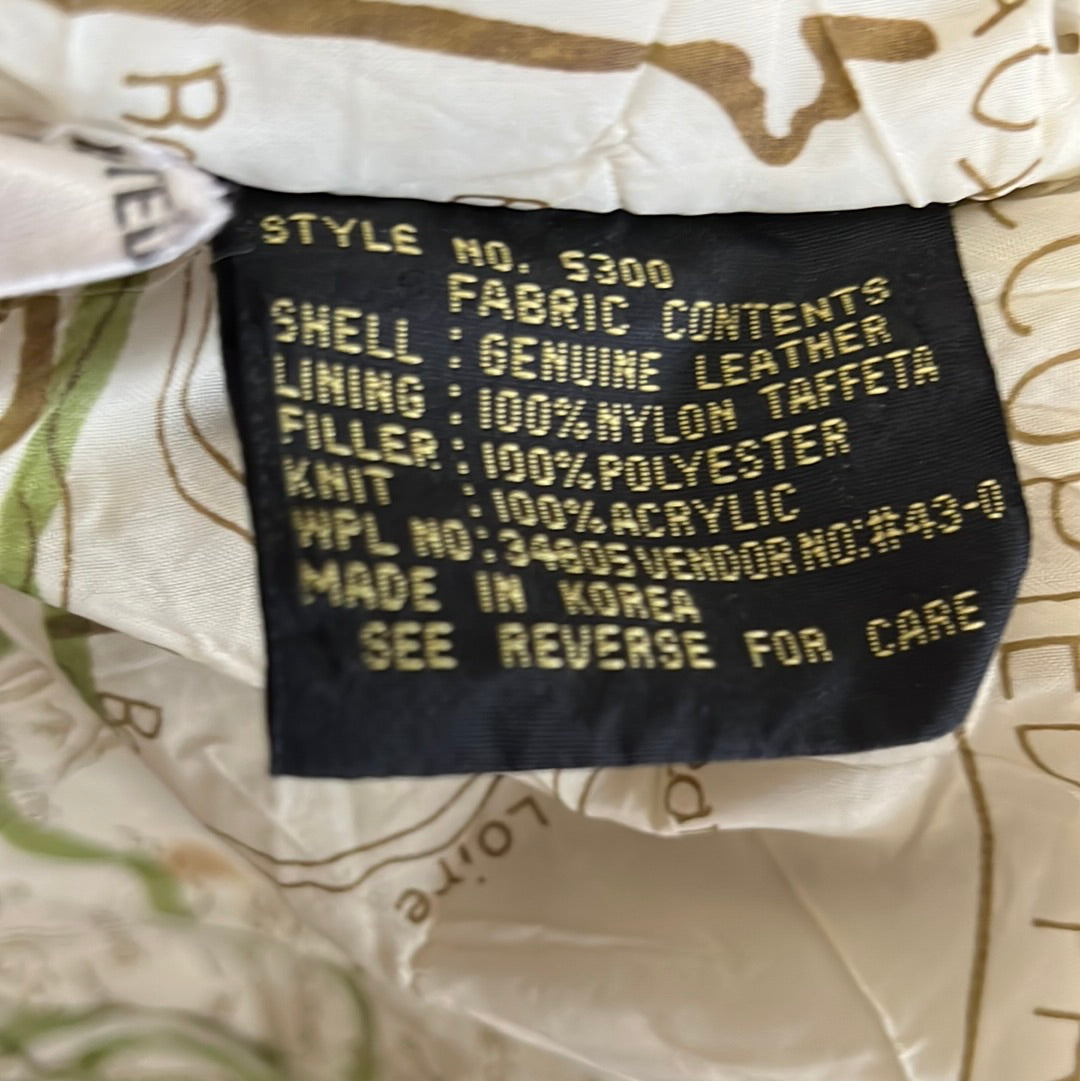 STYLE NO. S300
FABRIC CONTENTS
SHELL : GENUINE LEATHER
LINING : 100% NYLON TAFFETA
FILLER : 100% POLYESTER
KNIT : 100% ACRYLIC
WPL NO: 34805 VENDOR NO: #43-0
MADE IN KOREA
SEE REVERSE FOR CARE
Loire